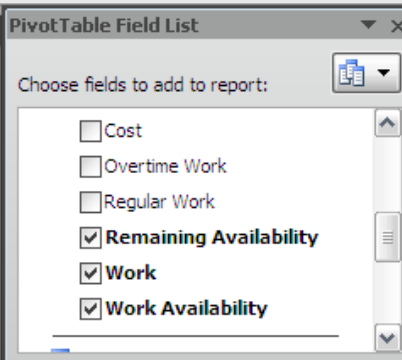 PivotTable Field List
Choose fields to add to report:
Cost
Overtime Work
Regular Work
Remaining Availability
Work
Work Availability